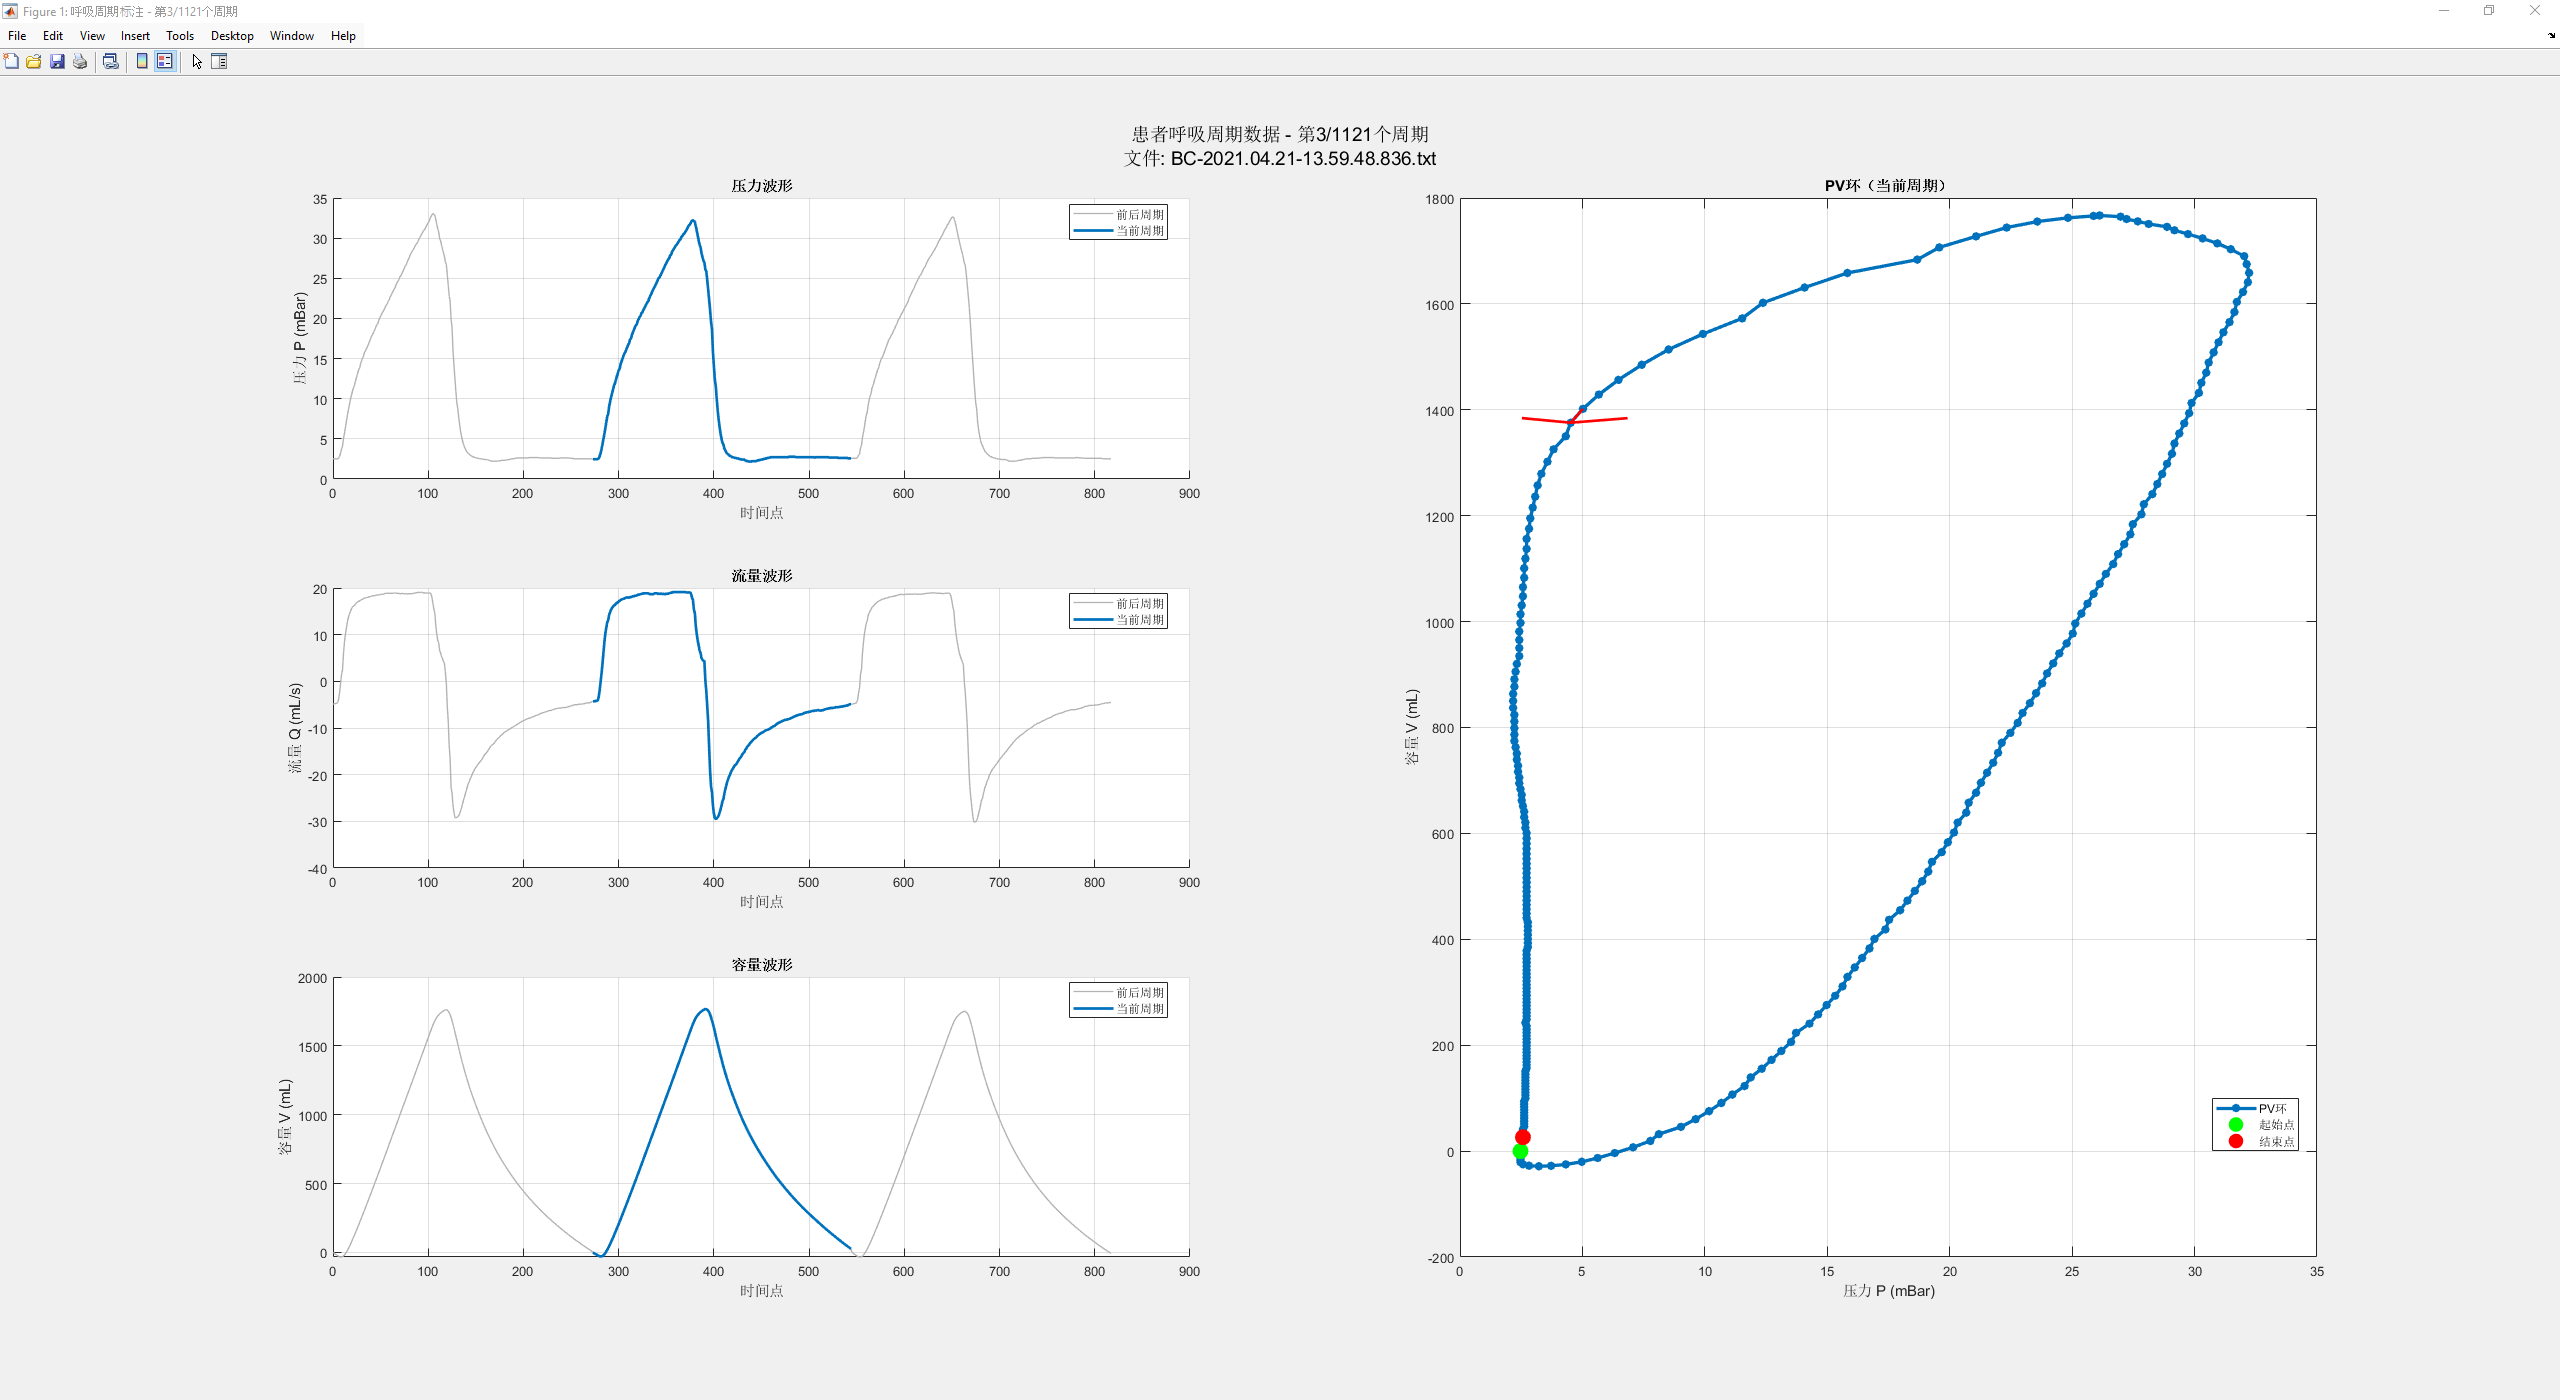 Figure 1: 呼吸周期标注 - 第3/1121个周期
File Edit View Insert Tools Desktop Window Help
患者呼吸周期数据 - 第3/1121个周期
文件: BC-2021.04.21-13.59.48.836.txt
压力波形
35
30
25
20
15
10
5
0
压力 P (mBar)
前后周期
当前周期
0 100 200 300 400 500 600 700 800 900
时间点
流量波形
20
10
0
-10
-20
-30
-40
流量 Q (mL/s)
前后周期
当前周期
0 100 200 300 400 500 600 700 800 900
时间点
容量波形
2000
1500
1000
500
0
容量 V (mL)
前后周期
当前周期
0 100 200 300 400 500 600 700 800 900
时间点
PV环（当前周期）
1800
1600
1400
1200
1000
800
600
400
200
0
-200
容量 V (mL)
PV环
起始点
结束点
0 5 10 15 20 25 30 35
压力 P (mBar)